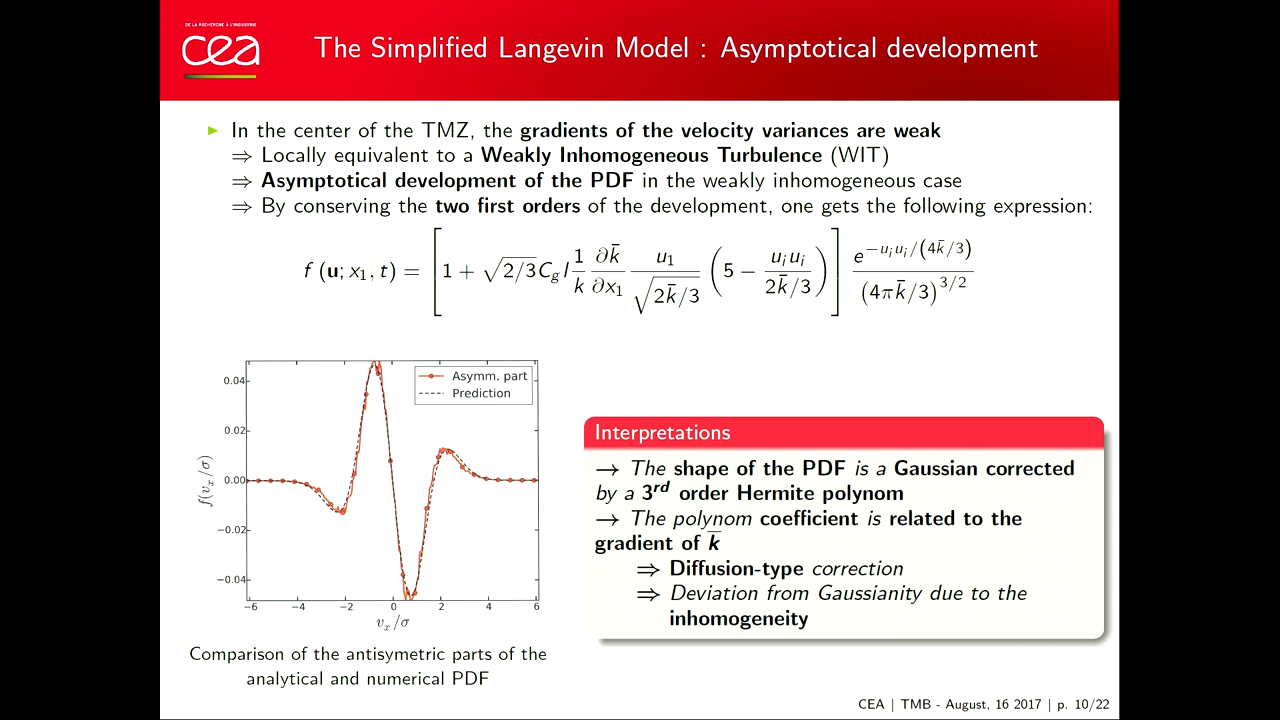 DE LA RECHERCHE À L'INDUSTRIE
cea
The Simplified Langevin Model : Asymptotical development
In the center of the TMZ, the gradients of the velocity variances are weak
⇒ Locally equivalent to a Weakly Inhomogeneous Turbulence (WIT)
⇒ Asymptotical development of the PDF in the weakly inhomogeneous case
⇒ By conserving the two first orders of the development, one gets the following expression:
f (u; x₁, t) = [1 + √(2/3) C_g l (1/k) (∂k̄/∂x₁) (u₁/√(2k̄/3)) (5 − (u_i u_i)/(2k̄/3))] e^(−u_i u_i/(4k̄/3)) / (4πk̄/3)^(3/2)
Asymm. part
Prediction
0.04
0.02
0.00
−0.02
−0.04
f(v_x/σ)
−6 −4 −2 0 2 4 6
v_x/σ
Comparison of the antisymetric parts of the
analytical and numerical PDF
Interpretations
→ The shape of the PDF is a Gaussian corrected
by a 3rd order Hermite polynom
→ The polynom coefficient is related to the
gradient of k̄
⇒ Diffusion-type correction
⇒ Deviation from Gaussianity due to the
inhomogeneity
CEA | TMB - August, 16 2017 | p. 10/22